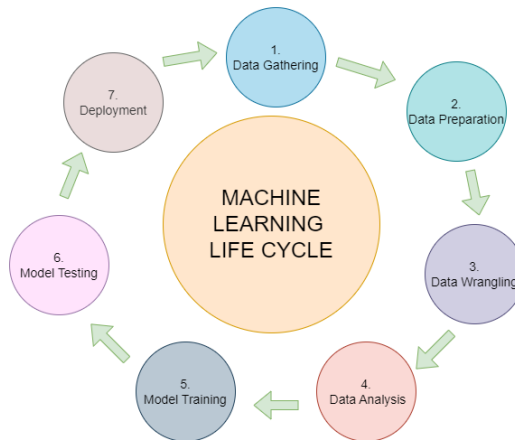 1.
Data Gathering
2.
Data Preparation
3.
Data Wrangling
4.
Data Analysis
5.
Model Training
6.
Model Testing
7.
Deployment
MACHINE
LEARNING
LIFE CYCLE